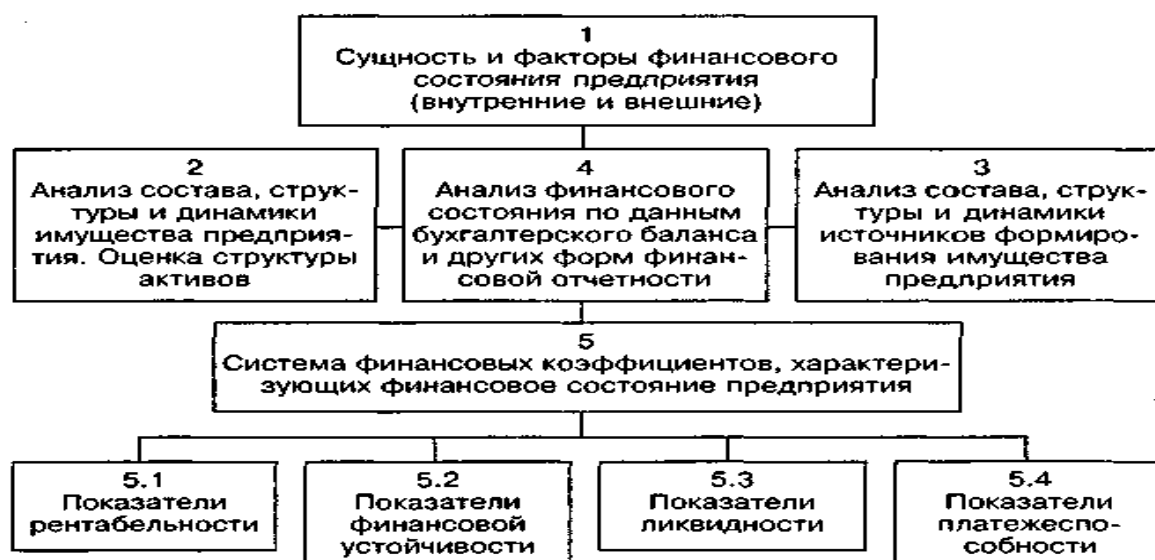 1
Сущность и факторы финансового
состояния предприятия
(внутренние и внешние)
2
Анализ состава, струк-
туры и динамики
имущества предприя-
тия. Оценка структуры
активов
4
Анализ финансового
состояния по данным
бухгалтерского баланса
и других форм финан-
совой отчетности
3
Анализ состава, струк-
туры и динамики
источников формиро-
вания имущества
предприятия
5
Система финансовых коэффициентов, характери-
зующих финансовое состояние предприятия
5.1
Показатели
рентабельности
5.2
Показатели
финансовой
устойчивости
5.3
Показатели
ликвидности
5.4
Показатели
платежеспо-
собности